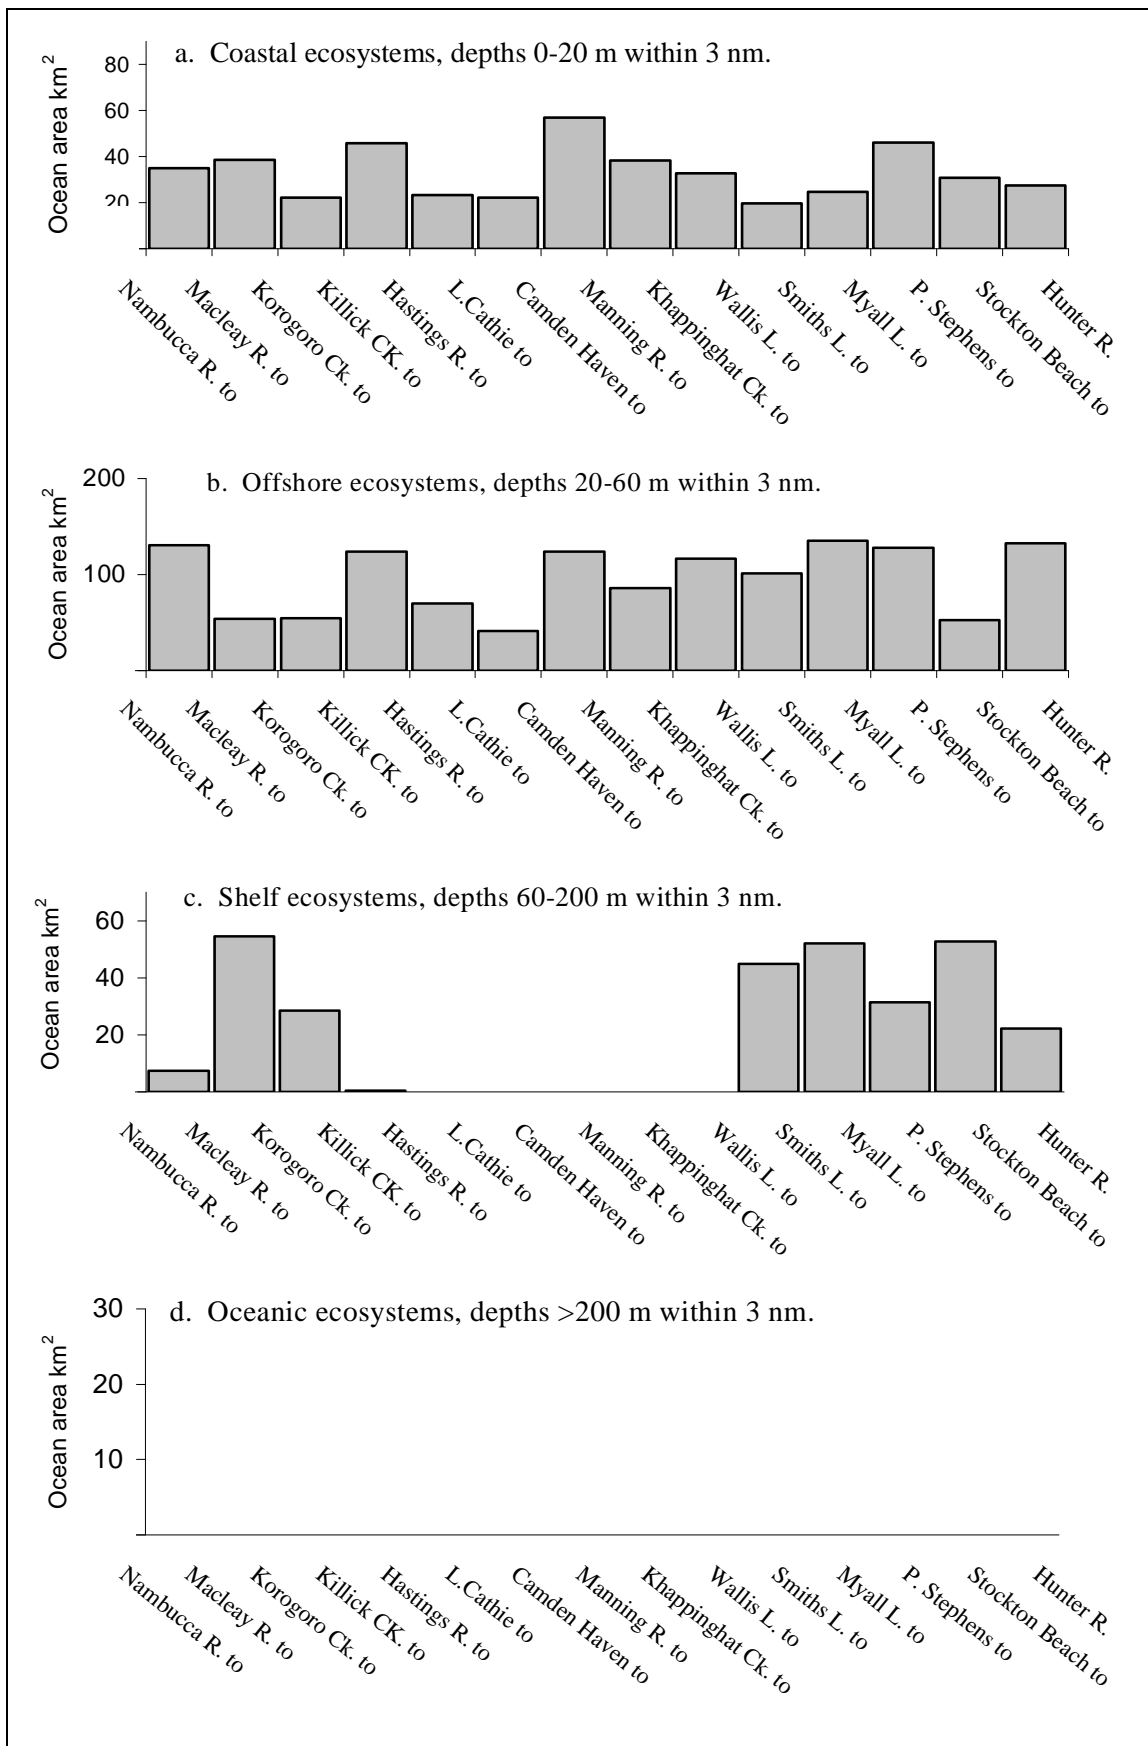 a. Coastal ecosystems, depths 0-20 m within 3 nm.
Ocean area km²
80
60
40
20
Nambucca R. to
Macleay R. to
Korogoro Ck. to
Killick CK. to
Hastings R. to
L.Cathie to
Camden Haven to
Manning R. to
Khappinghat Ck. to
Wallis L. to
Smiths L. to
Myall L. to
P. Stephens to
Stockton Beach to
Hunter R.
b. Offshore ecosystems, depths 20-60 m within 3 nm.
Ocean area km²
200
100
Nambucca R. to
Macleay R. to
Korogoro Ck. to
Killick CK. to
Hastings R. to
L.Cathie to
Camden Haven to
Manning R. to
Khappinghat Ck. to
Wallis L. to
Smiths L. to
Myall L. to
P. Stephens to
Stockton Beach to
Hunter R.
c. Shelf ecosystems, depths 60-200 m within 3 nm.
Ocean area km²
60
40
20
Nambucca R. to
Macleay R. to
Korogoro Ck. to
Killick CK. to
Hastings R. to
L.Cathie to
Camden Haven to
Manning R. to
Khappinghat Ck. to
Wallis L. to
Smiths L. to
Myall L. to
P. Stephens to
Stockton Beach to
Hunter R.
d. Oceanic ecosystems, depths >200 m within 3 nm.
Ocean area km²
30
20
10
Nambucca R. to
Macleay R. to
Korogoro Ck. to
Killick CK. to
Hastings R. to
L.Cathie to
Camden Haven to
Manning R. to
Khappinghat Ck. to
Wallis L. to
Smiths L. to
Myall L. to
P. Stephens to
Stockton Beach to
Hunter R.